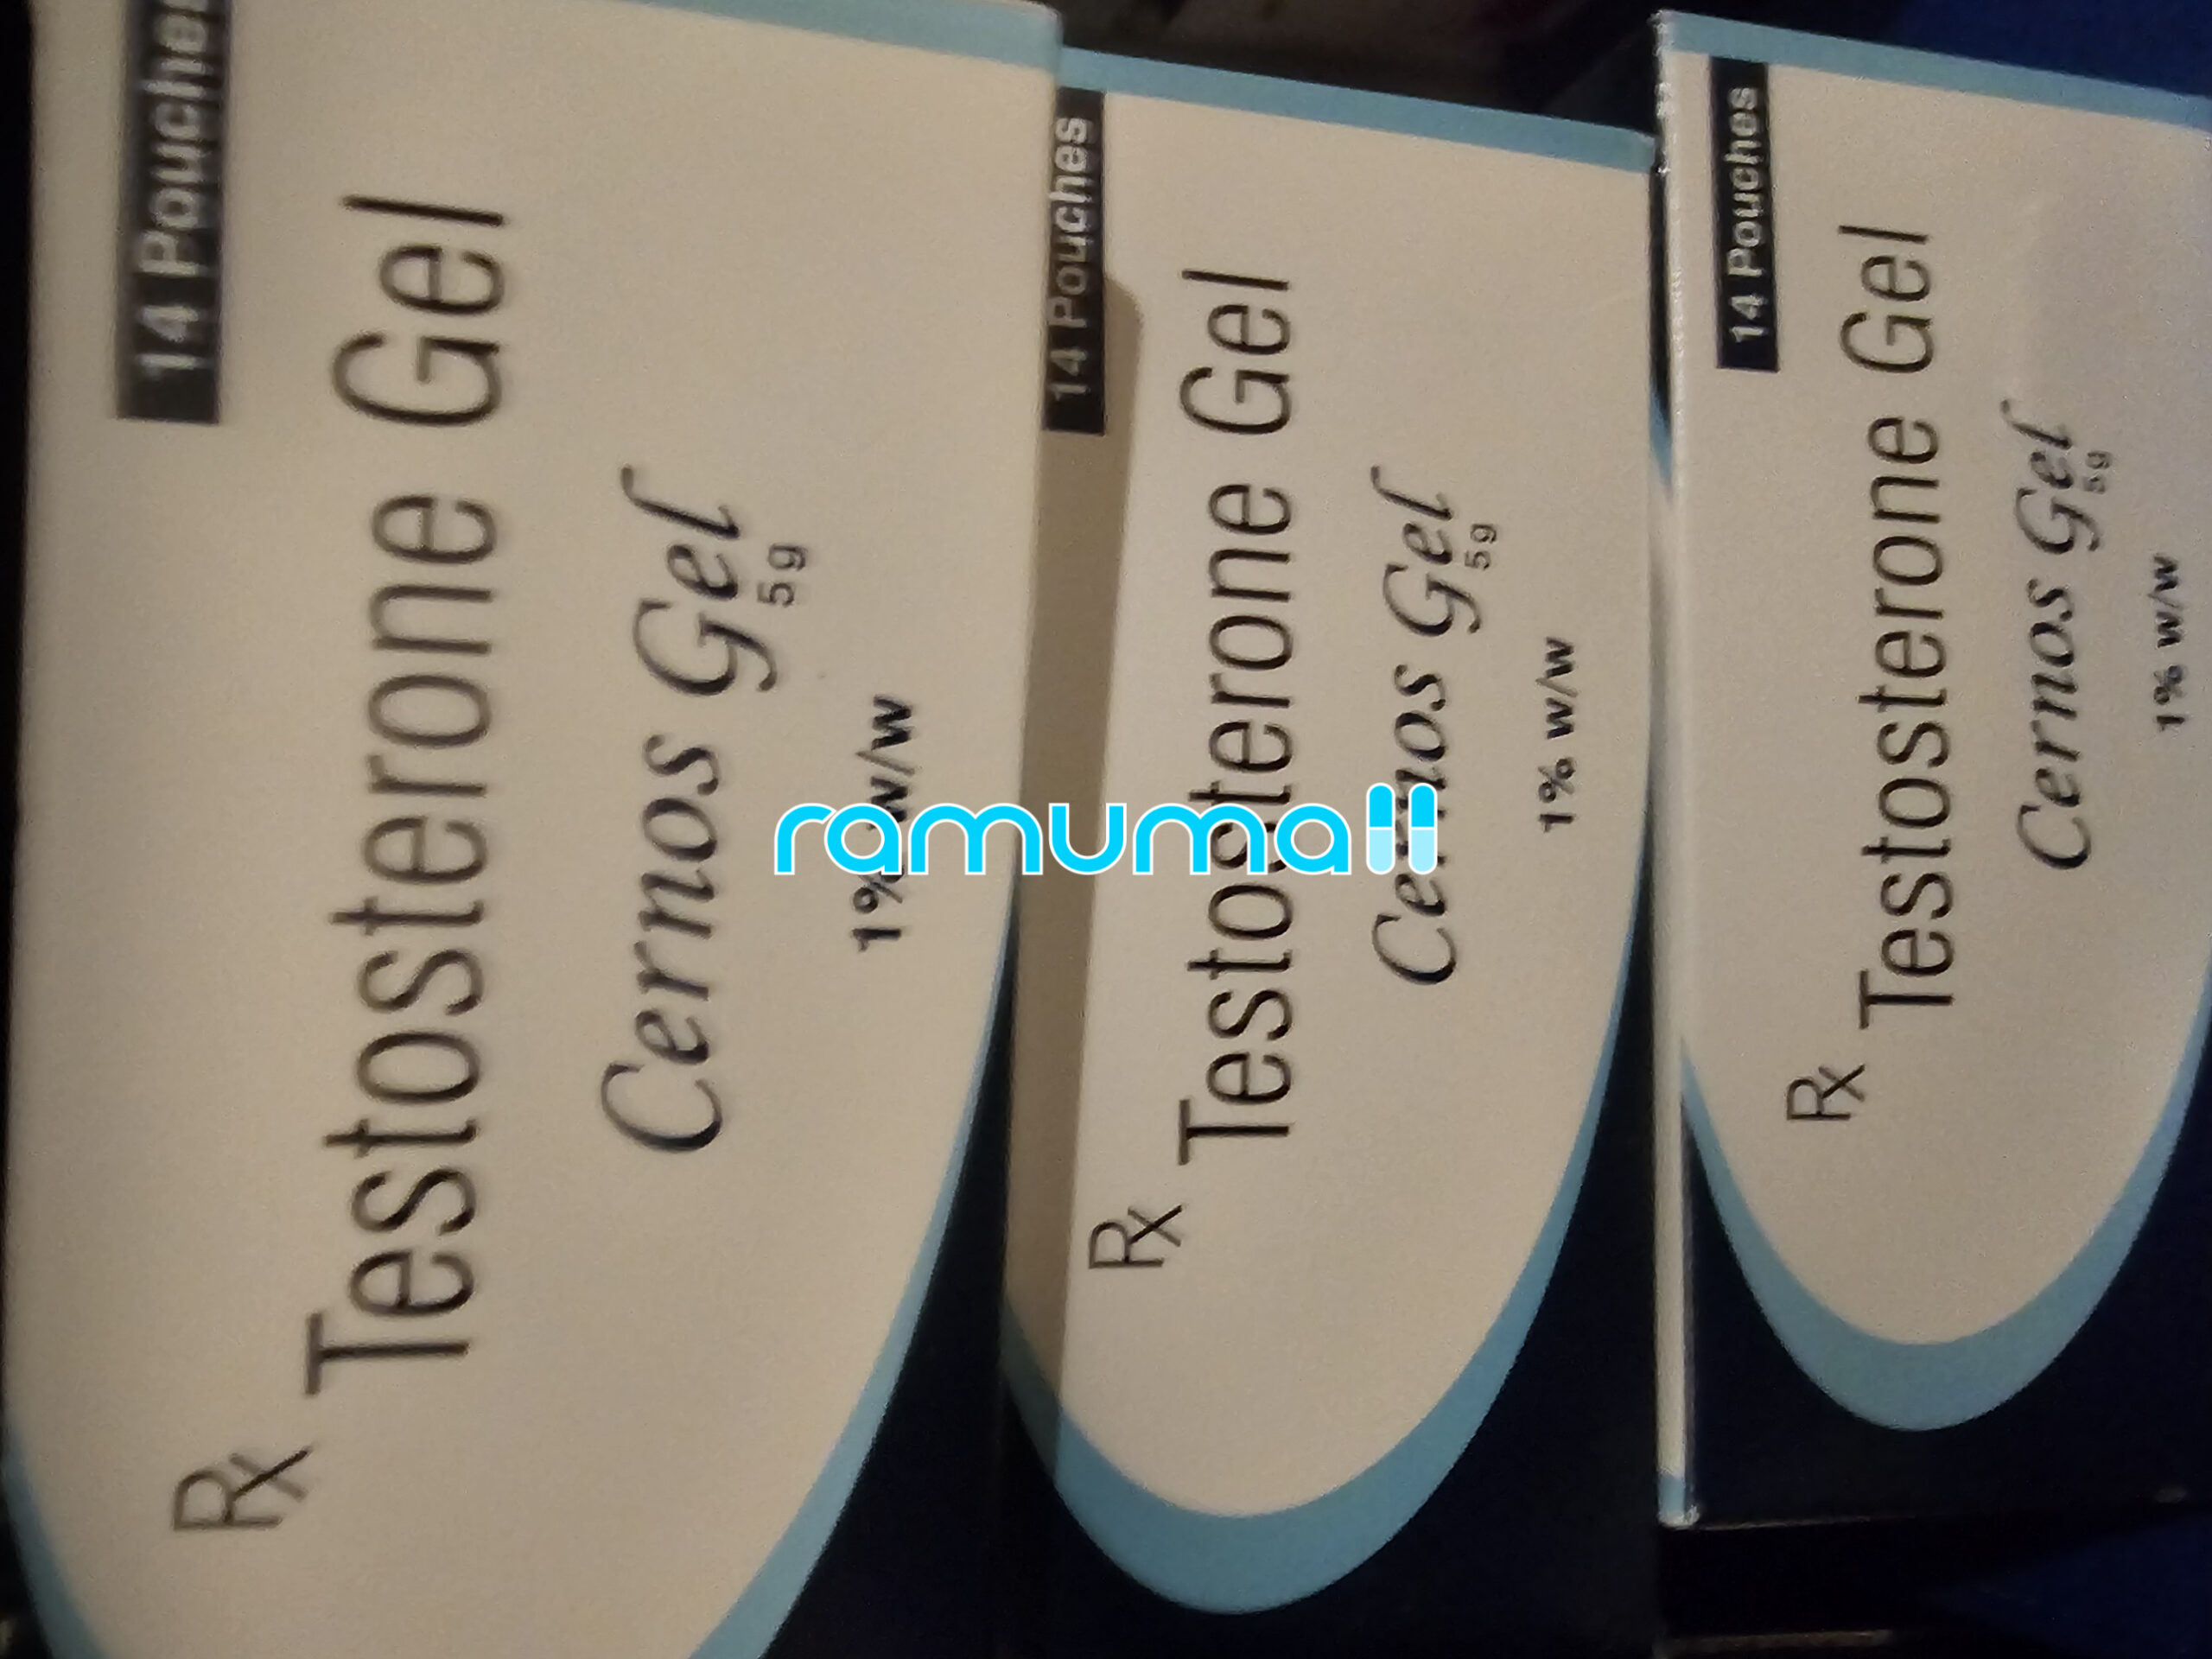 14 Pouches
Rx Testosterone Gel
Cernos Gel
5g
1% w/w
14 Pouches
Rx Testosterone Gel
Cernos Gel
5g
1% w/w
14 Pouches
Rx Testosterone Gel
Cernos Gel
5g
1% w/w
ramumall